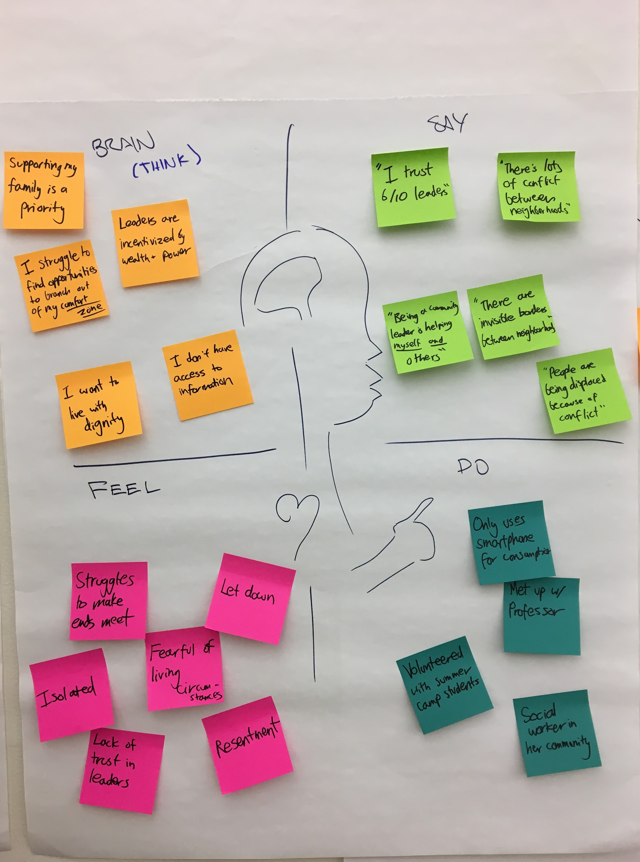 BRAIN
(THINK)
Supporting my
family is a
priority
Leaders are
incentivized by
wealth + power
I struggle to
find opportunities
to branch out
of my comfort
zone
I don't have
access to
information
I want to
live with
dignity
SAY
"I trust
6/10 leaders"
"There's lots
of conflict
between
neighborhoods"
"Being a community
leader is helping
myself and
others"
"There are
invisible borders
between neighborhoods"
"People are
being displaced
because of
conflict"
FEEL
Struggles
to make
ends meet
Let down
Fearful of
living
circum-
stances
Isolated
Lack of
trust in
leaders
Resentment
DO
Only uses
smartphone
for consumption
Met up w/
Professor
Volunteered
with summer
camp students
Social
worker in
her community